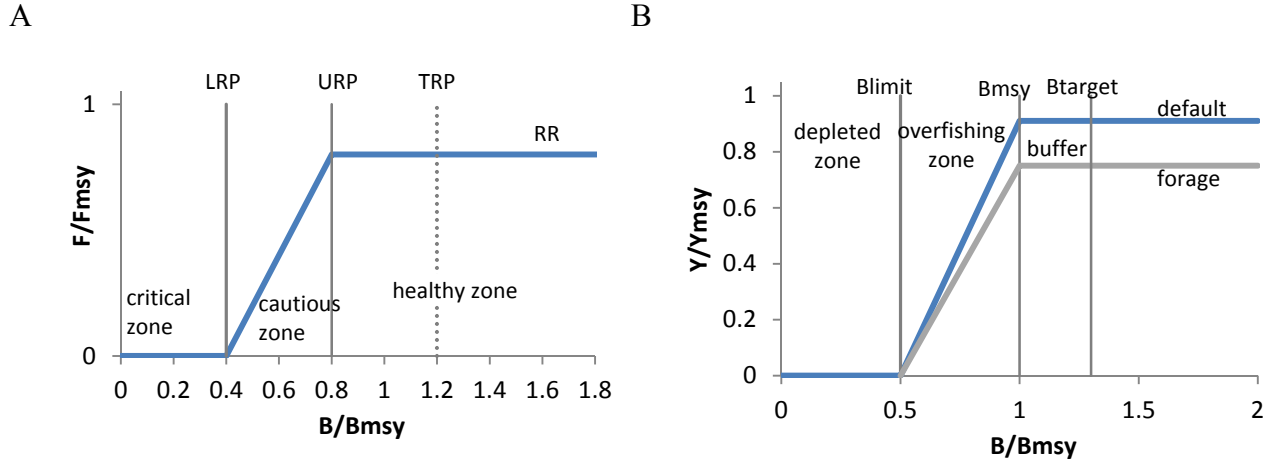 A
LRP
URP
TRP
1
RR
F/Fmsy
critical
zone
cautious
zone
healthy zone
0
0 0.2 0.4 0.6 0.8 1 1.2 1.4 1.6 1.8
B/Bmsy
B
Blimit
Bmsy
Btarget
1
default
depleted
zone
overfishing
zone
buffer
forage
0.8
0.6
0.4
0.2
0
Y/Ymsy
0 0.5 1 1.5 2
B/Bmsy